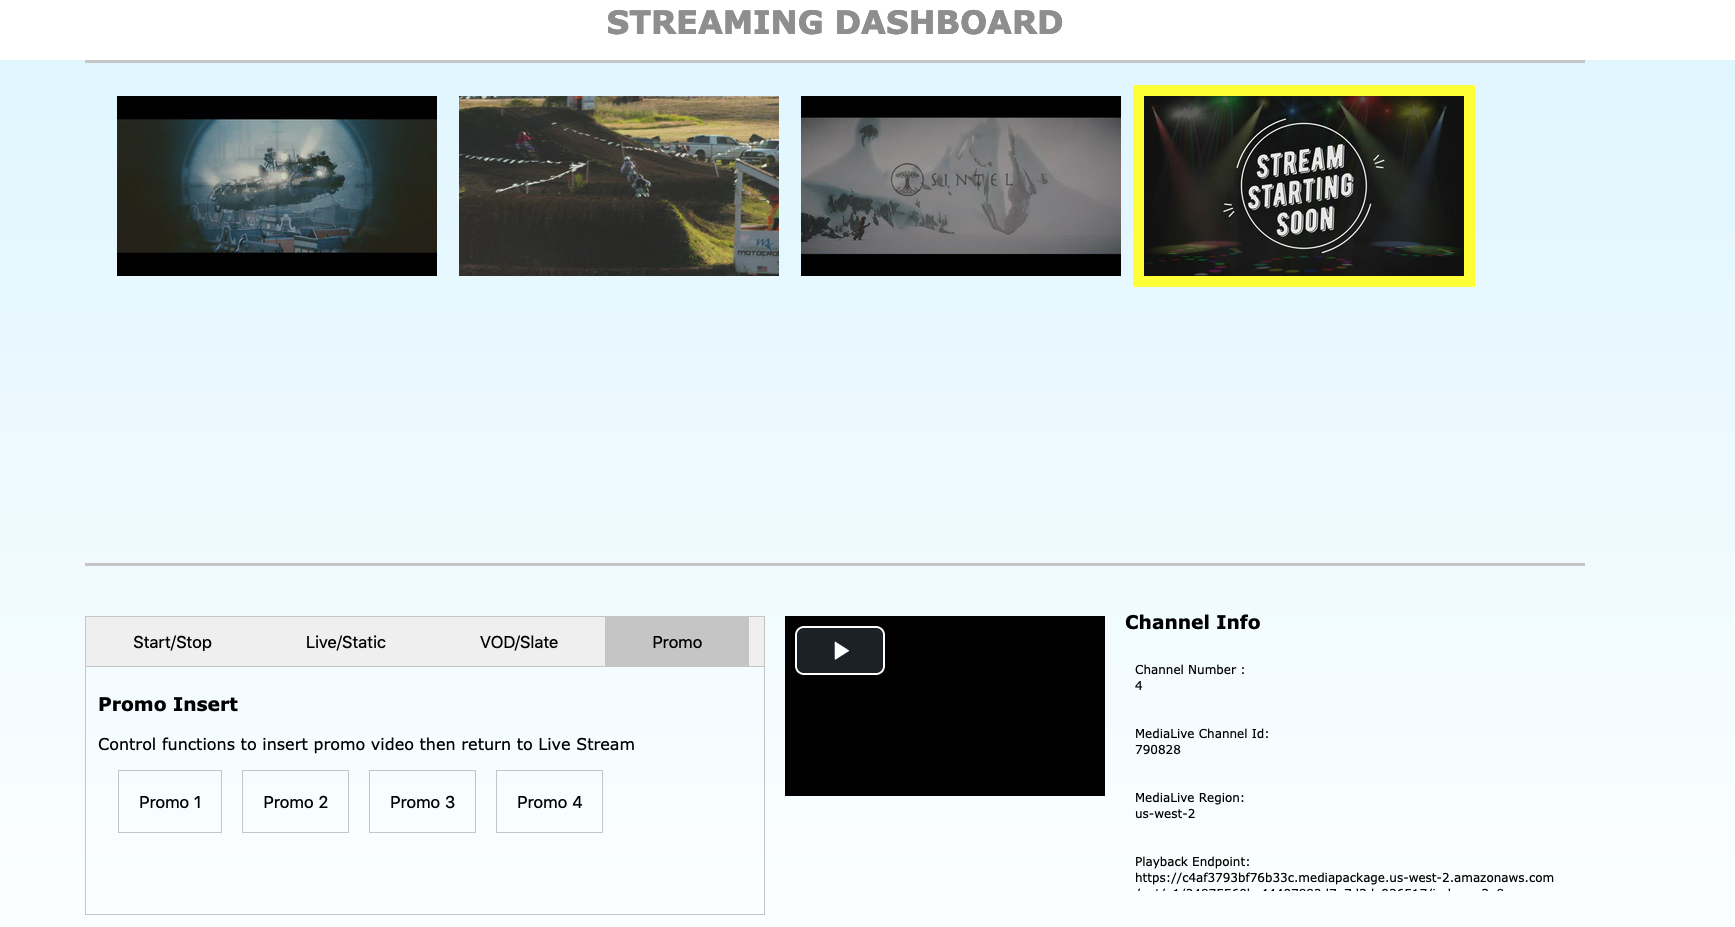 STREAMING DASHBOARD
SINTEL
STREAM
STARTING
SOON
MOTOCROSS
Start/Stop
Live/Static
VOD/Slate
Promo
Promo Insert
Control functions to insert promo video then return to Live Stream
Promo 1
Promo 2
Promo 3
Promo 4
Channel Info
Channel Number :
4
MediaLive Channel Id:
790828
MediaLive Region:
us-west-2
Playback Endpoint:
https://c4af3793bf76b33c.mediapackage.us-west-2.amazonaws.com